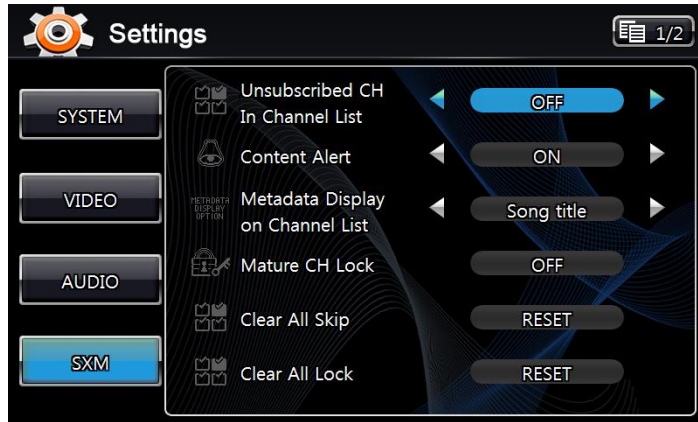 Settings
1/2
SYSTEM
VIDEO
AUDIO
SXM
Unsubscribed CH
In Channel List
OFF
Content Alert
ON
METADATA
DISPLAY
OPTION
Metadata Display
on Channel List
Song title
Mature CH Lock
OFF
Clear All Skip
RESET
Clear All Lock
RESET